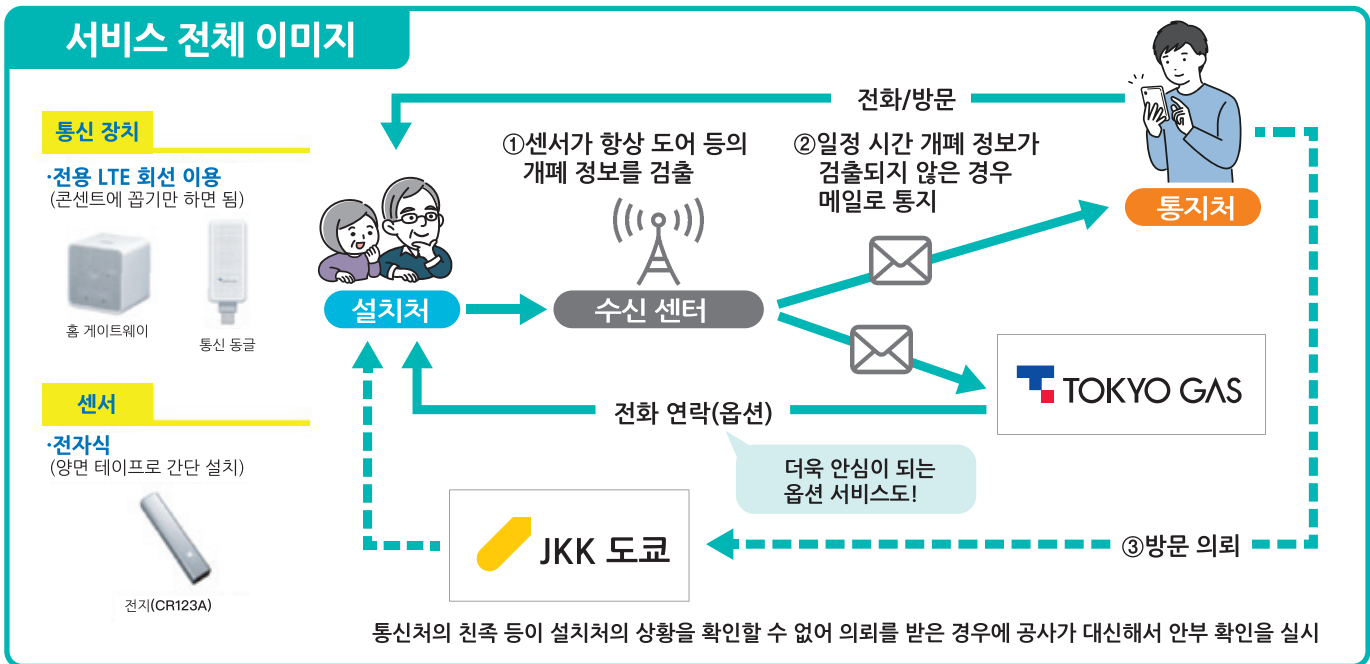 서비스 전체 이미지
통신 장치
·전용 LTE 회선 이용
(콘센트에 꼽기만 하면 됨)
홈 게이트웨이
통신 동글
센서
·전자식
(양면 테이프로 간단 설치)
전지(CR123A)
전화/방문
①센서가 항상 도어 등의
개폐 정보를 검출
②일정 시간 개폐 정보가
검출되지 않은 경우
메일로 통지
통지처
설치처
수신 센터
TOKYO GAS
전화 연락(옵션)
더욱 안심이 되는
옵션 서비스도!
JKK 도쿄
③방문 의뢰
통신처의 친족 등이 설치처의 상황을 확인할 수 없어 의뢰를 받은 경우에 공사가 대신해서 안부 확인을 실시